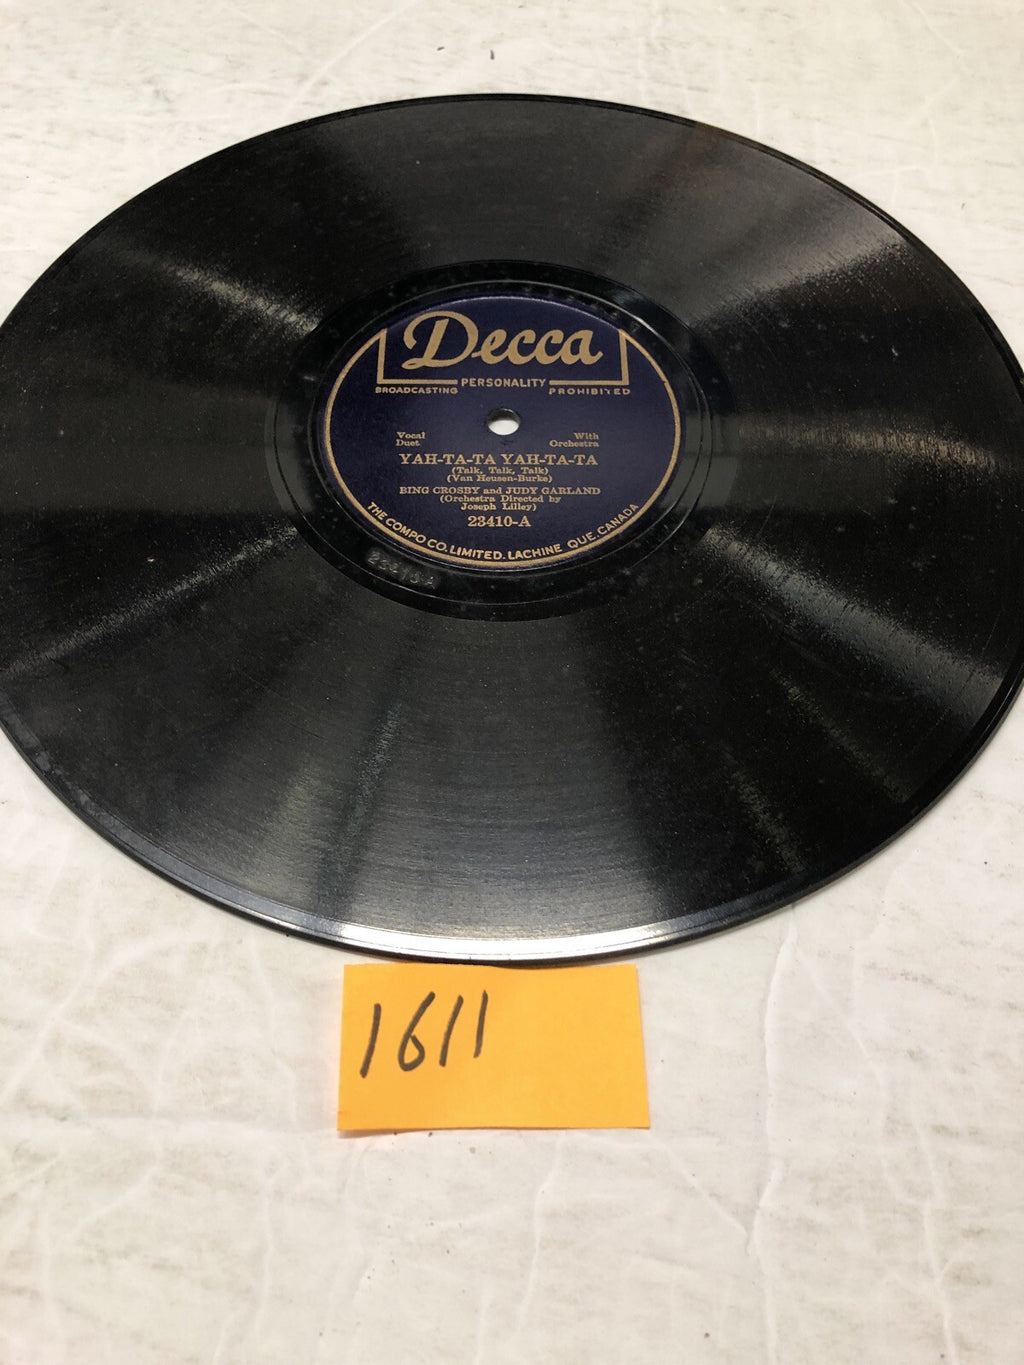 Decca
PERSONALITY
BROADCASTING PROHIBITED
Vocal Duet
With Orchestra
YAH-TA-TA YAH-TA-TA
(Talk, Talk, Talk)
(Van Heusen-Burke)
BING CROSBY and JUDY GARLAND
(Orchestra Directed by
Joseph Lilley)
23410-A
THE COMPO CO. LIMITED. LACHINE QUE. CANADA
1611